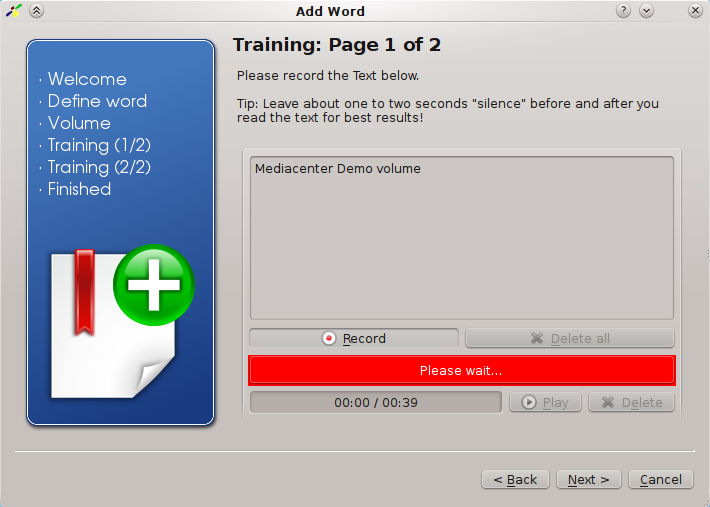 Add Word
· Welcome
· Define word
· Volume
· Training (1/2)
· Training (2/2)
· Finished
Training: Page 1 of 2
Please record the Text below.
Tip: Leave about one to two seconds "silence" before and after you
read the text for best results!
Mediacenter Demo volume
Record
Delete all
Please wait...
00:00 / 00:39
Play
Delete
< Back
Next >
Cancel